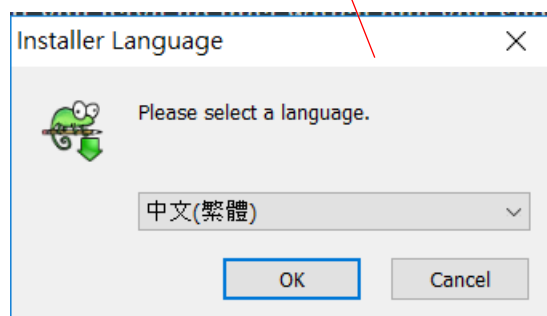 Installer Language
Please select a language.
中文(繁體)
OK
Cancel